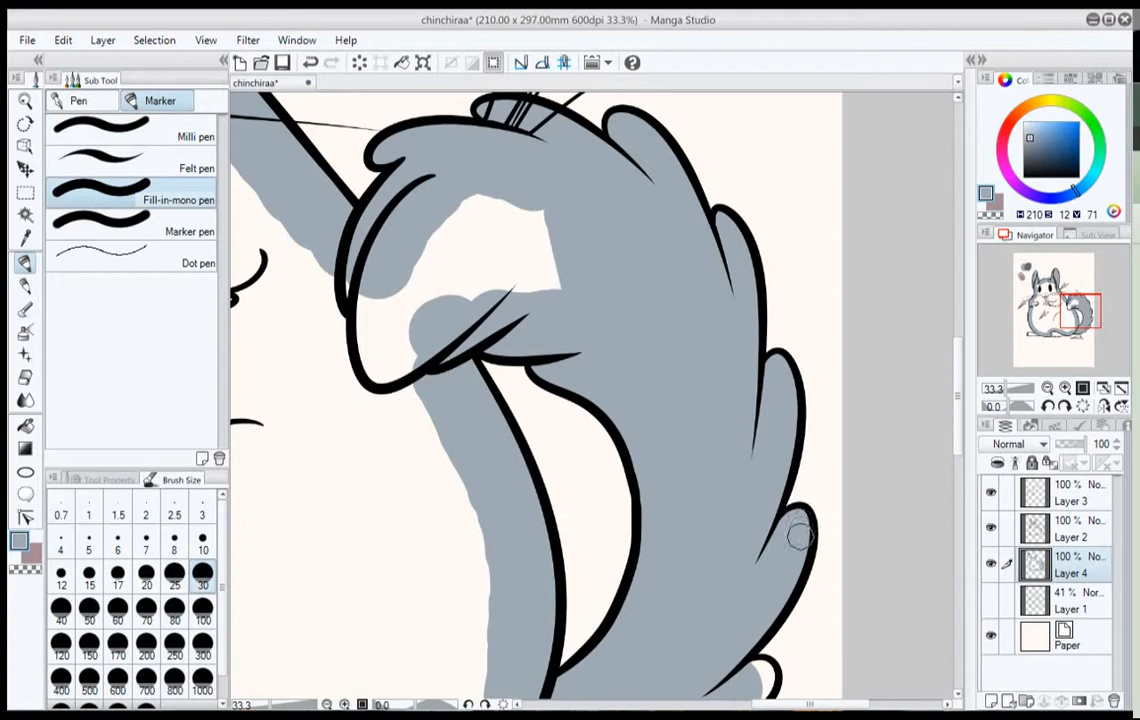 chinchiraa* (210.00 x 297.00mm 600dpi 33.3%) - Manga Studio
File Edit Layer Selection View Filter Window Help
Sub Tool
chinchiraa*
Pen Marker
Milli pen
Felt pen
Fill-in-mono pen
Marker pen
Dot pen
Tool Property Brush Size
0.7 1 1.5 2 2.5 3
4 5 6 7 8 10
12 15 17 20 25 30
40 50 60 70 80 100
120 150 170 200 250 300
400 500 600 700 800 1000
33.3 0.0
Co
H 210 S 12 V 71
Navigator Sub View
33.3
0.0
Normal 100
100 % No...
Layer 3
100 % No...
Layer 2
100 % No...
Layer 4
41 % Nor...
Layer 1
Paper